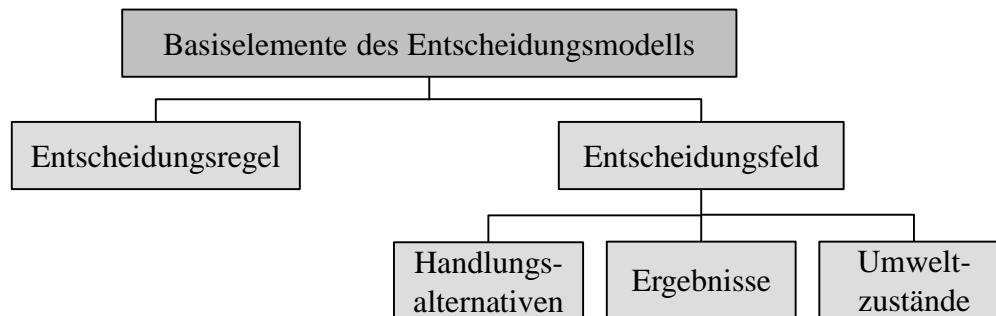 Basiselemente des Entscheidungsmodells
Entscheidungsregel
Entscheidungsfeld
Handlungs-
alternativen
Ergebnisse
Umwelt-
zustände